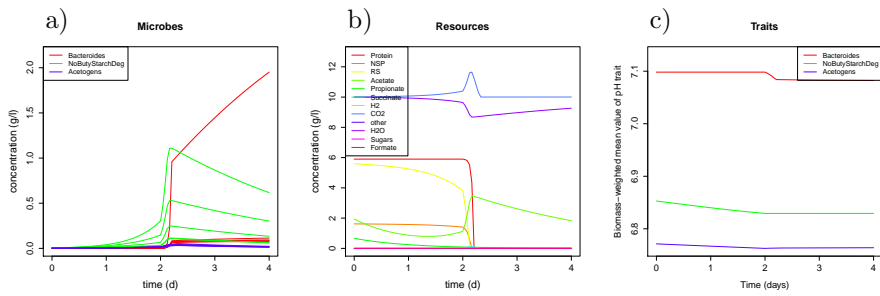 a)
Microbes
Bacteroides
NoButyStarchDeg
Acetogens
concentration (g/l)
2.0
1.5
1.0
0.5
0.0
0 1 2 3 4
time (d)
b)
Resources
Protein
NSP
RS
Acetate
Propionate
Succinate
H2
CO2
other
H2O
Sugars
Formate
concentration (g/l)
14
12
10
8
6
4
2
0
0 1 2 3 4
time (d)
c)
Traits
Bacteroides
NoButyStarchDeg
Acetogens
Biomass−weighted mean value of pH trait
7.1
7.0
6.9
6.8
0 1 2 3 4
Time (days)